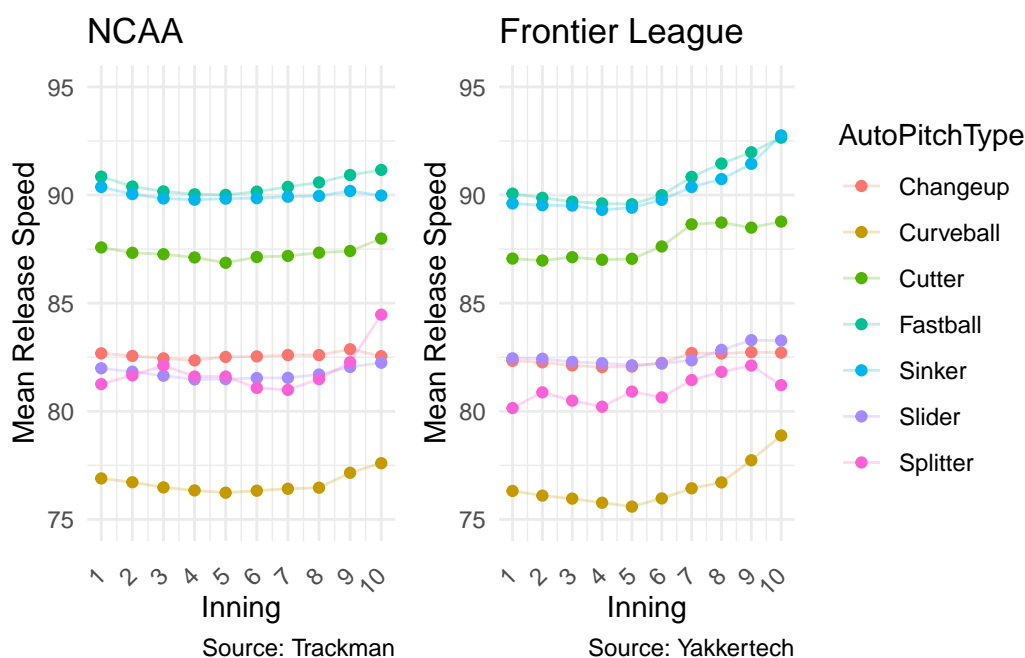 NCAA
Mean Release Speed
95
90
85
80
75
1 2 3 4 5 6 7 8 9 10
Inning
Source: Trackman
Frontier League
Mean Release Speed
95
90
85
80
75
1 2 3 4 5 6 7 8 9 10
Inning
Source: Yakkertech
AutoPitchType
Changeup
Curveball
Cutter
Fastball
Sinker
Slider
Splitter